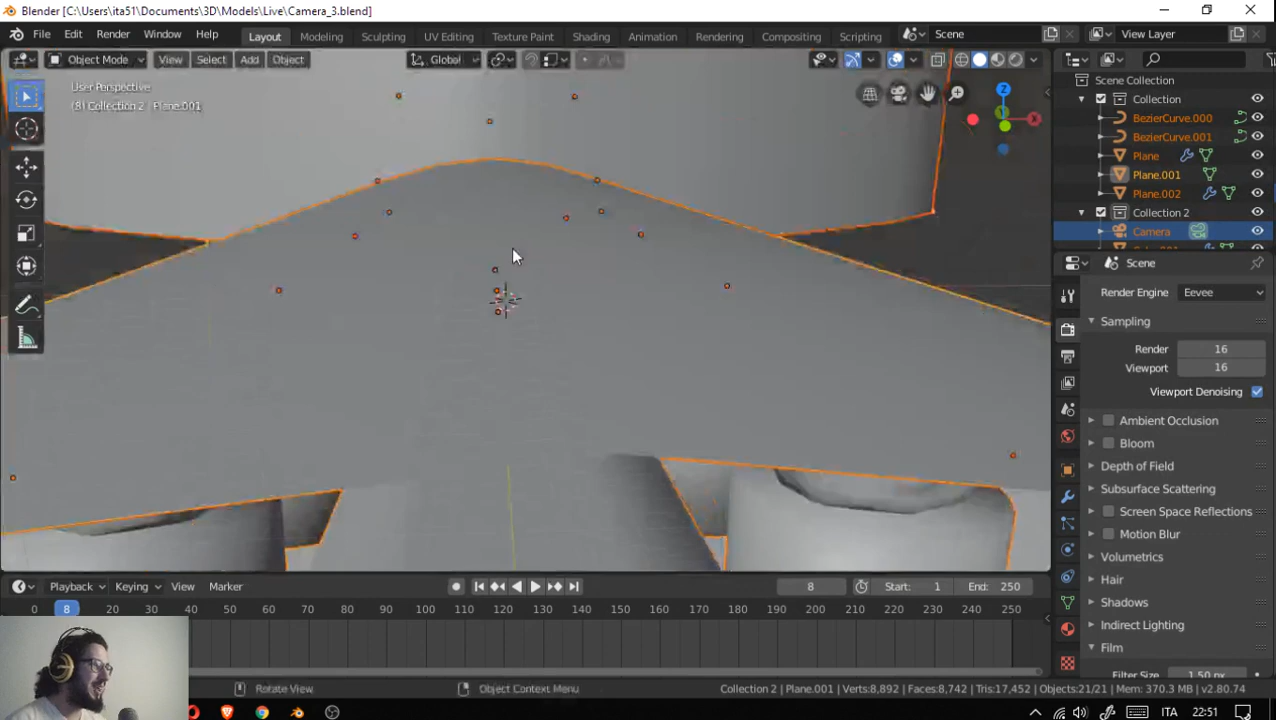 Blender [C:\Users\ita51\Documents\3D\Models\Live\Camera_3.blend]
File Edit Render Window Help Layout Modeling Sculpting UV Editing Texture Paint Shading Animation Rendering Compositing Scripting Scene View Layer
Object Mode View Select Add Object Global
User Perspective
(8) Collection 2 | Plane.001
Z
X
Scene Collection
Collection
BezierCurve.000
BezierCurve.001
Plane
Plane.001
Plane.002
Collection 2
Camera
Scene
Render Engine Eevee
Sampling
Render 16
Viewport 16
Viewport Denoising
Ambient Occlusion
Bloom
Depth of Field
Subsurface Scattering
Screen Space Reflections
Motion Blur
Volumetrics
Hair
Shadows
Indirect Lighting
Film
Filter Size 1.50 px
Playback Keying View Marker 8 Start: 1 End: 250
0 8 20 30 40 50 60 70 80 90 100 110 120 130 140 150 160 170 180 190 200 210 220 230 240 250
Rotate View Object Context Menu Collection 2 | Plane.001 | Verts:8,892 | Faces:8,742 | Tris:17,452 | Objects:21/21 | Mem: 370.3 MB | v2.80.74
ITA 22:51